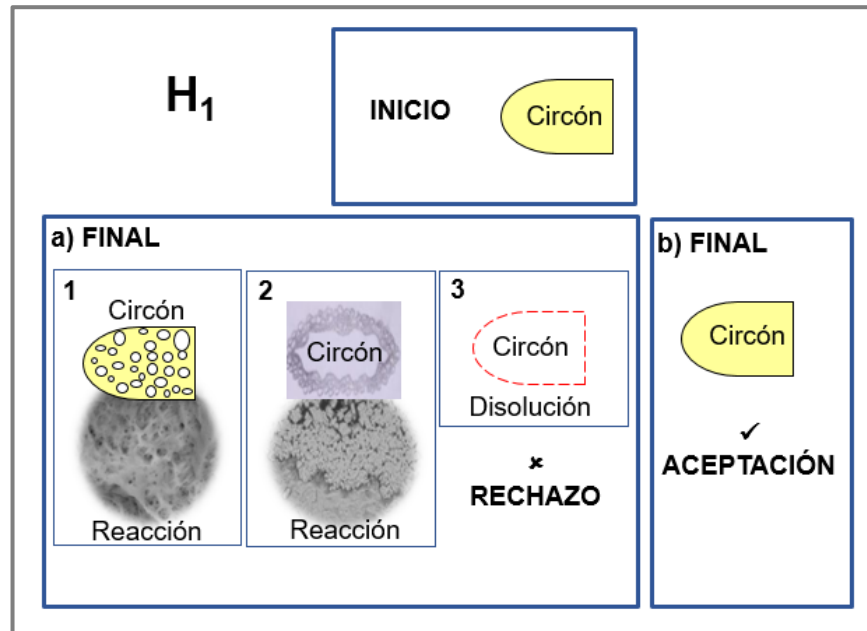 H₁
INICIO
Circón
a) FINAL
1
Circón
Reacción
2
Circón
Reacción
3
Circón
Disolución
×
RECHAZO
b) FINAL
Circón
✓
ACEPTACIÓN